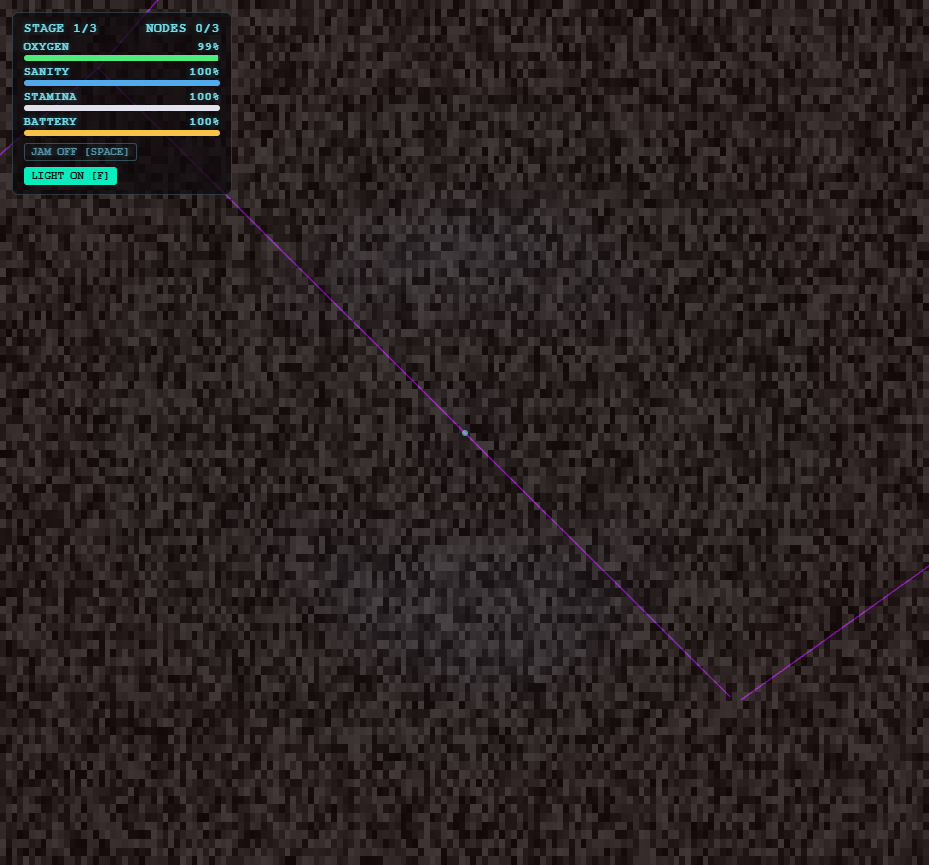 STAGE 1/3 NODES 0/3
OXYGEN 99%
SANITY 100%
STAMINA 100%
BATTERY 100%
JAM OFF [SPACE]
LIGHT ON [F]